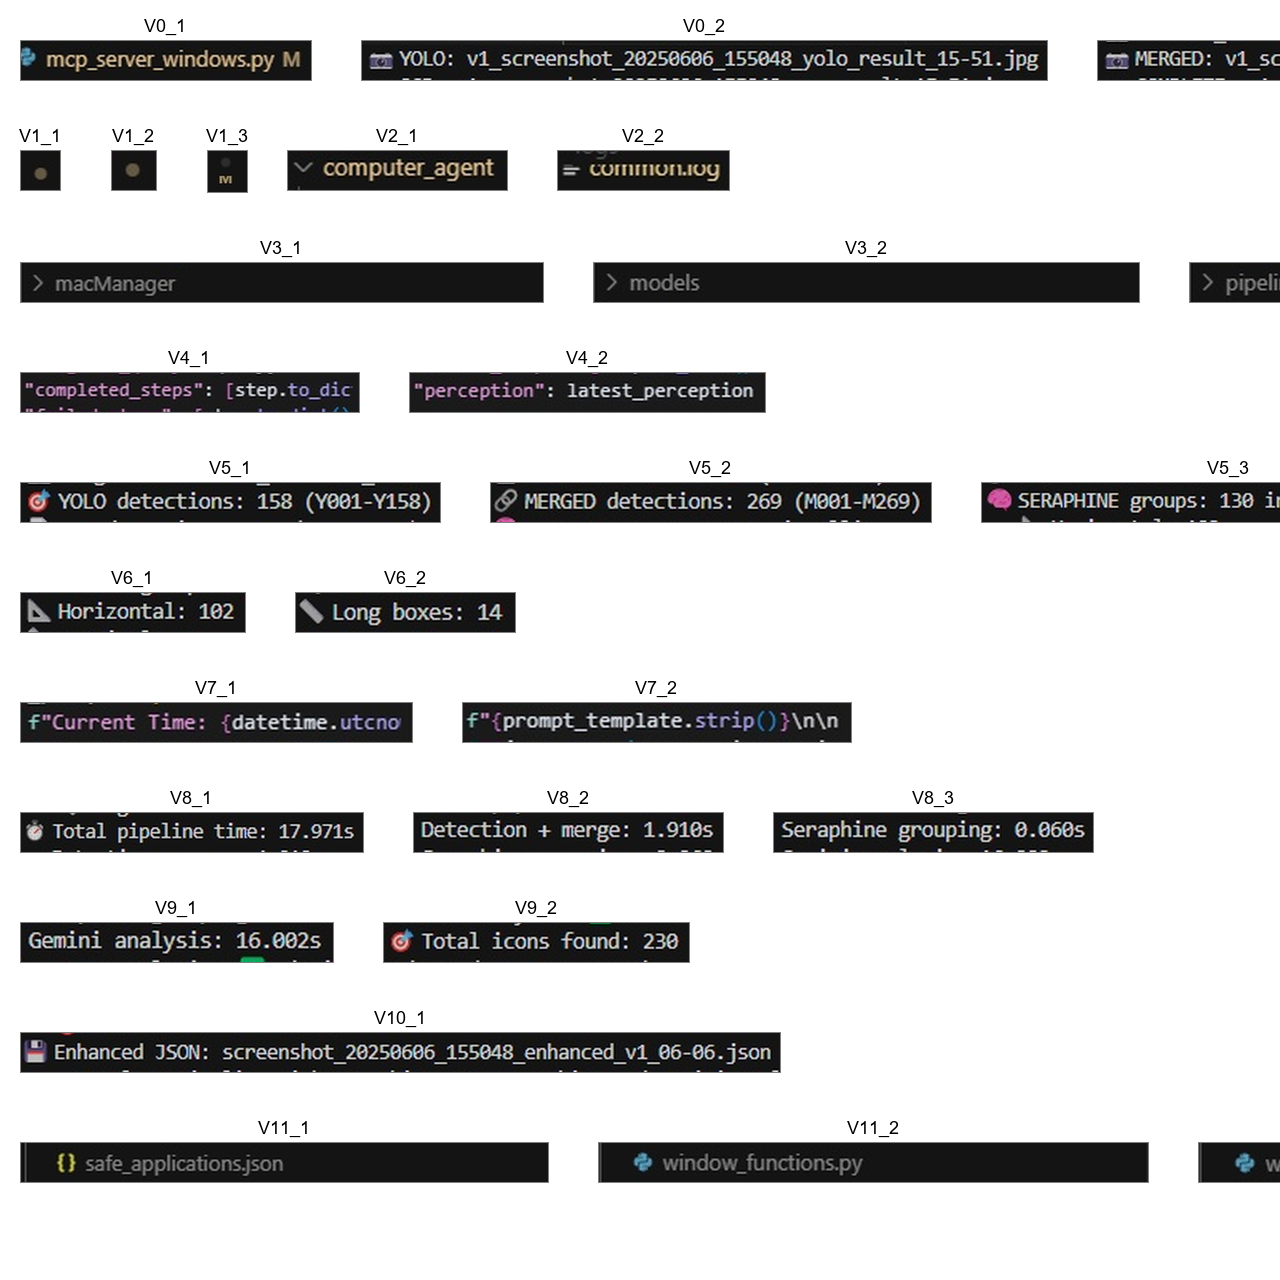 V0_1 V0_2
mcp_server_windows.py M YOLO: v1_screenshot_20250606_155048_yolo_result_15-51.jpg MERGED: v1_sc
V1_1 V1_2 V1_3 V2_1 V2_2
M computer_agent common.log
V3_1 V3_2
macManager models pipelin
V4_1 V4_2
"completed_steps": [step.to_dic "perception": latest_perception
V5_1 V5_2 V5_3
YOLO detections: 158 (Y001-Y158) MERGED detections: 269 (M001-M269) SERAPHINE groups: 130 in
V6_1 V6_2
Horizontal: 102 Long boxes: 14
V7_1 V7_2
f"Current Time: {datetime.utcno f"{prompt_template.strip()}\n\n
V8_1 V8_2 V8_3
Total pipeline time: 17.971s Detection + merge: 1.910s Seraphine grouping: 0.060s
V9_1 V9_2
Gemini analysis: 16.002s Total icons found: 230
V10_1
Enhanced JSON: screenshot_20250606_155048_enhanced_v1_06-06.json
V11_1 V11_2
{} safe_applications.json window_functions.py w